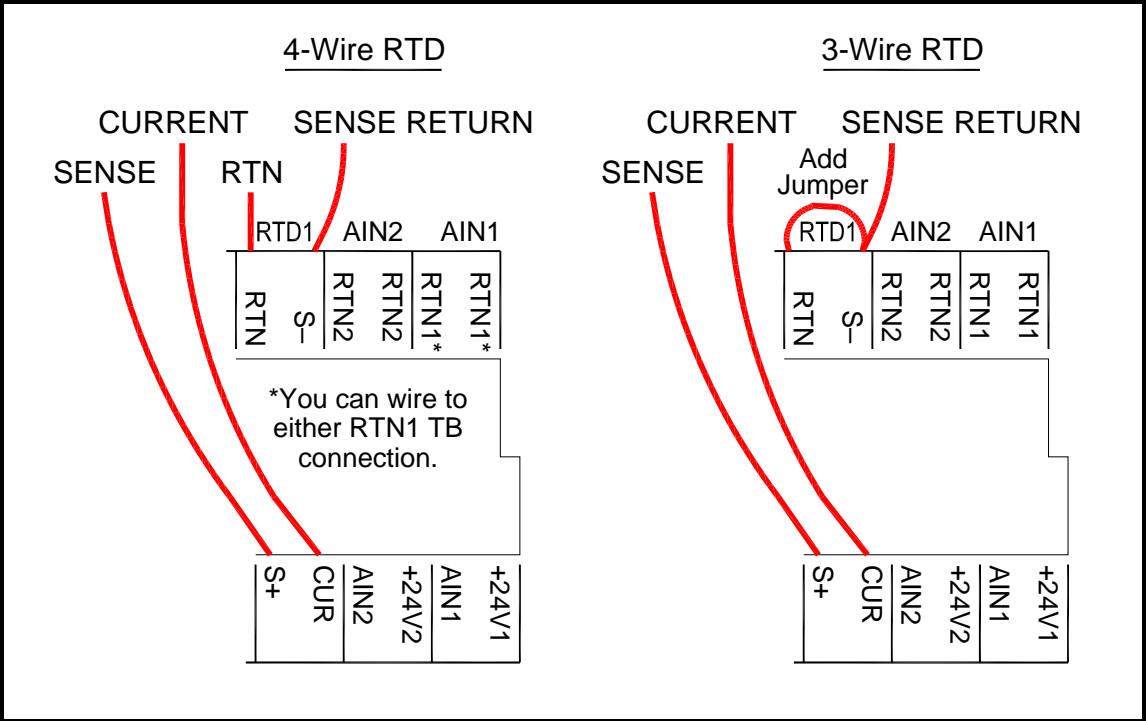 4-Wire RTD
CURRENT SENSE RETURN
SENSE RTN
RTD1 AIN2 AIN1
RTN S– RTN2 RTN2 RTN1* RTN1*
*You can wire to
either RTN1 TB
connection.
S+ CUR AIN2 +24V2 AIN1 +24V1
3-Wire RTD
CURRENT SENSE RETURN
SENSE
Add
Jumper
RTD1 AIN2 AIN1
RTN S– RTN2 RTN2 RTN1 RTN1
S+ CUR AIN2 +24V2 AIN1 +24V1